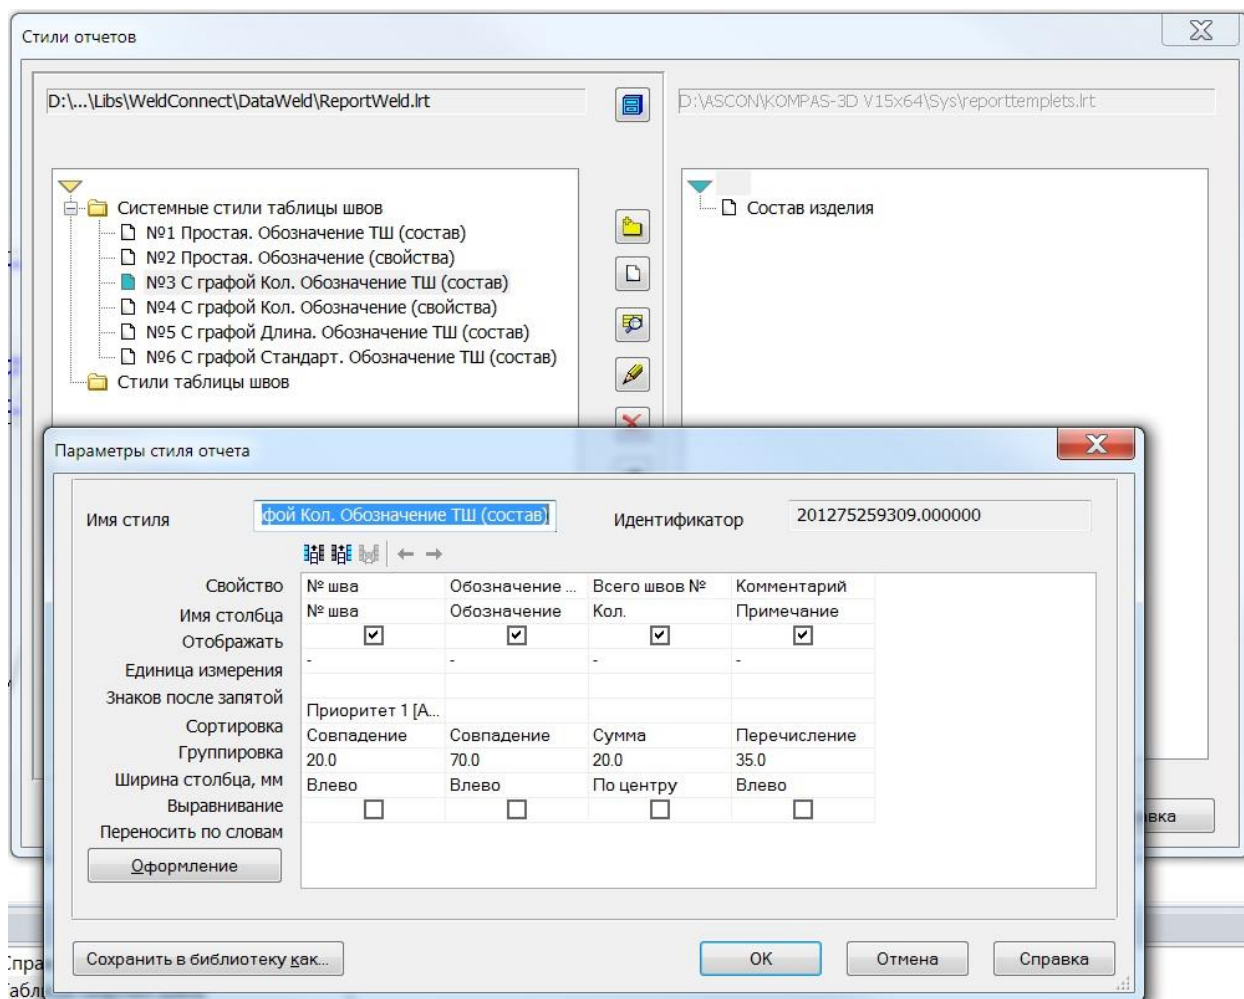 Стили отчетов
D:\...\Libs\WeldConnect\DataWeld\ReportWeld.lrt
D:\ASCON\KOMPAS-3D V15x64\Sys\reporttemplets.lrt
Системные стили таблицы швов
№1 Простая. Обозначение ТШ (состав)
№2 Простая. Обозначение (свойства)
№3 С графой Кол. Обозначение ТШ (состав)
№4 С графой Кол. Обозначение (свойства)
№5 С графой Длина. Обозначение ТШ (состав)
№6 С графой Стандарт. Обозначение ТШ (состав)
Стили таблицы швов
Состав изделия
Параметры стиля отчета
Имя стиля фой Кол. Обозначение ТШ (состав) Идентификатор 201275259309.000000
Свойство № шва Обозначение ... Всего швов № Комментарий
Имя столбца № шва Обозначение Кол. Примечание
Отображать
Единица измерения - - - -
Знаков после запятой
Сортировка Приоритет 1 [А...
Группировка Совпадение Совпадение Сумма Перечисление
Ширина столбца, мм 20.0 70.0 20.0 35.0
Выравнивание Влево Влево По центру Влево
Переносить по словам
Оформление
вка
Сохранить в библиотеку как... OK Отмена Справка